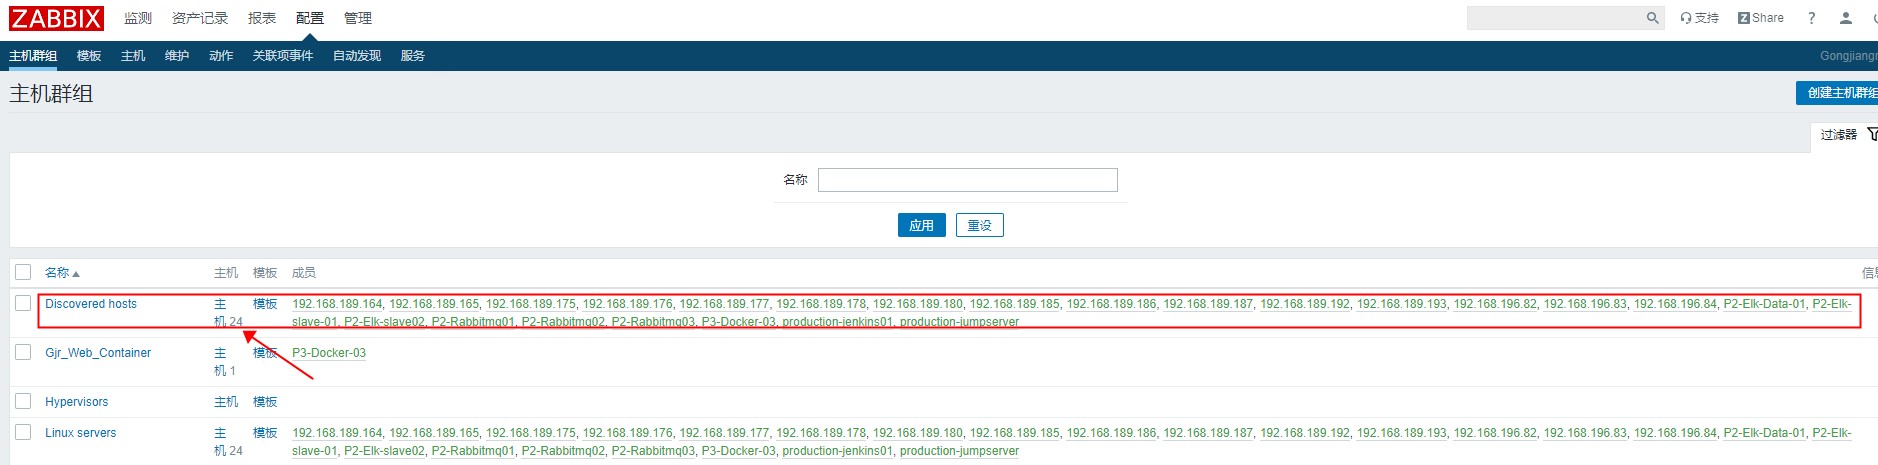 ZABBIX 监测 资产记录 报表 配置 管理 支持 Z Share ?
主机群组 模板 主机 维护 动作 关联项事件 自动发现 服务 Gongjiangr
主机群组 创建主机群组
过滤器
名称
应用 重设
名称 主机 模板 成员 信息
Discovered hosts 主 模板 192.168.189.164, 192.168.189.165, 192.168.189.175, 192.168.189.176, 192.168.189.177, 192.168.189.178, 192.168.189.180, 192.168.189.185, 192.168.189.186, 192.168.189.187, 192.168.189.192, 192.168.189.193, 192.168.196.82, 192.168.196.83, 192.168.196.84, P2-Elk-Data-01, P2-Elk-
机 24 slave-01, P2-Elk-slave02, P2-Rabbitmq01, P2-Rabbitmq02, P2-Rabbitmq03, P3-Docker-03, production-jenkins01, production-jumpserver
Gjr_Web_Container 主 模板 P3-Docker-03
机 1
Hypervisors 主机 模板
Linux servers 主 模板 192.168.189.164, 192.168.189.165, 192.168.189.175, 192.168.189.176, 192.168.189.177, 192.168.189.178, 192.168.189.180, 192.168.189.185, 192.168.189.186, 192.168.189.187, 192.168.189.192, 192.168.189.193, 192.168.196.82, 192.168.196.83, 192.168.196.84, P2-Elk-Data-01, P2-Elk-
机 24 slave-01, P2-Elk-slave02, P2-Rabbitmq01, P2-Rabbitmq02, P2-Rabbitmq03, P3-Docker-03, production-jenkins01, production-jumpserver